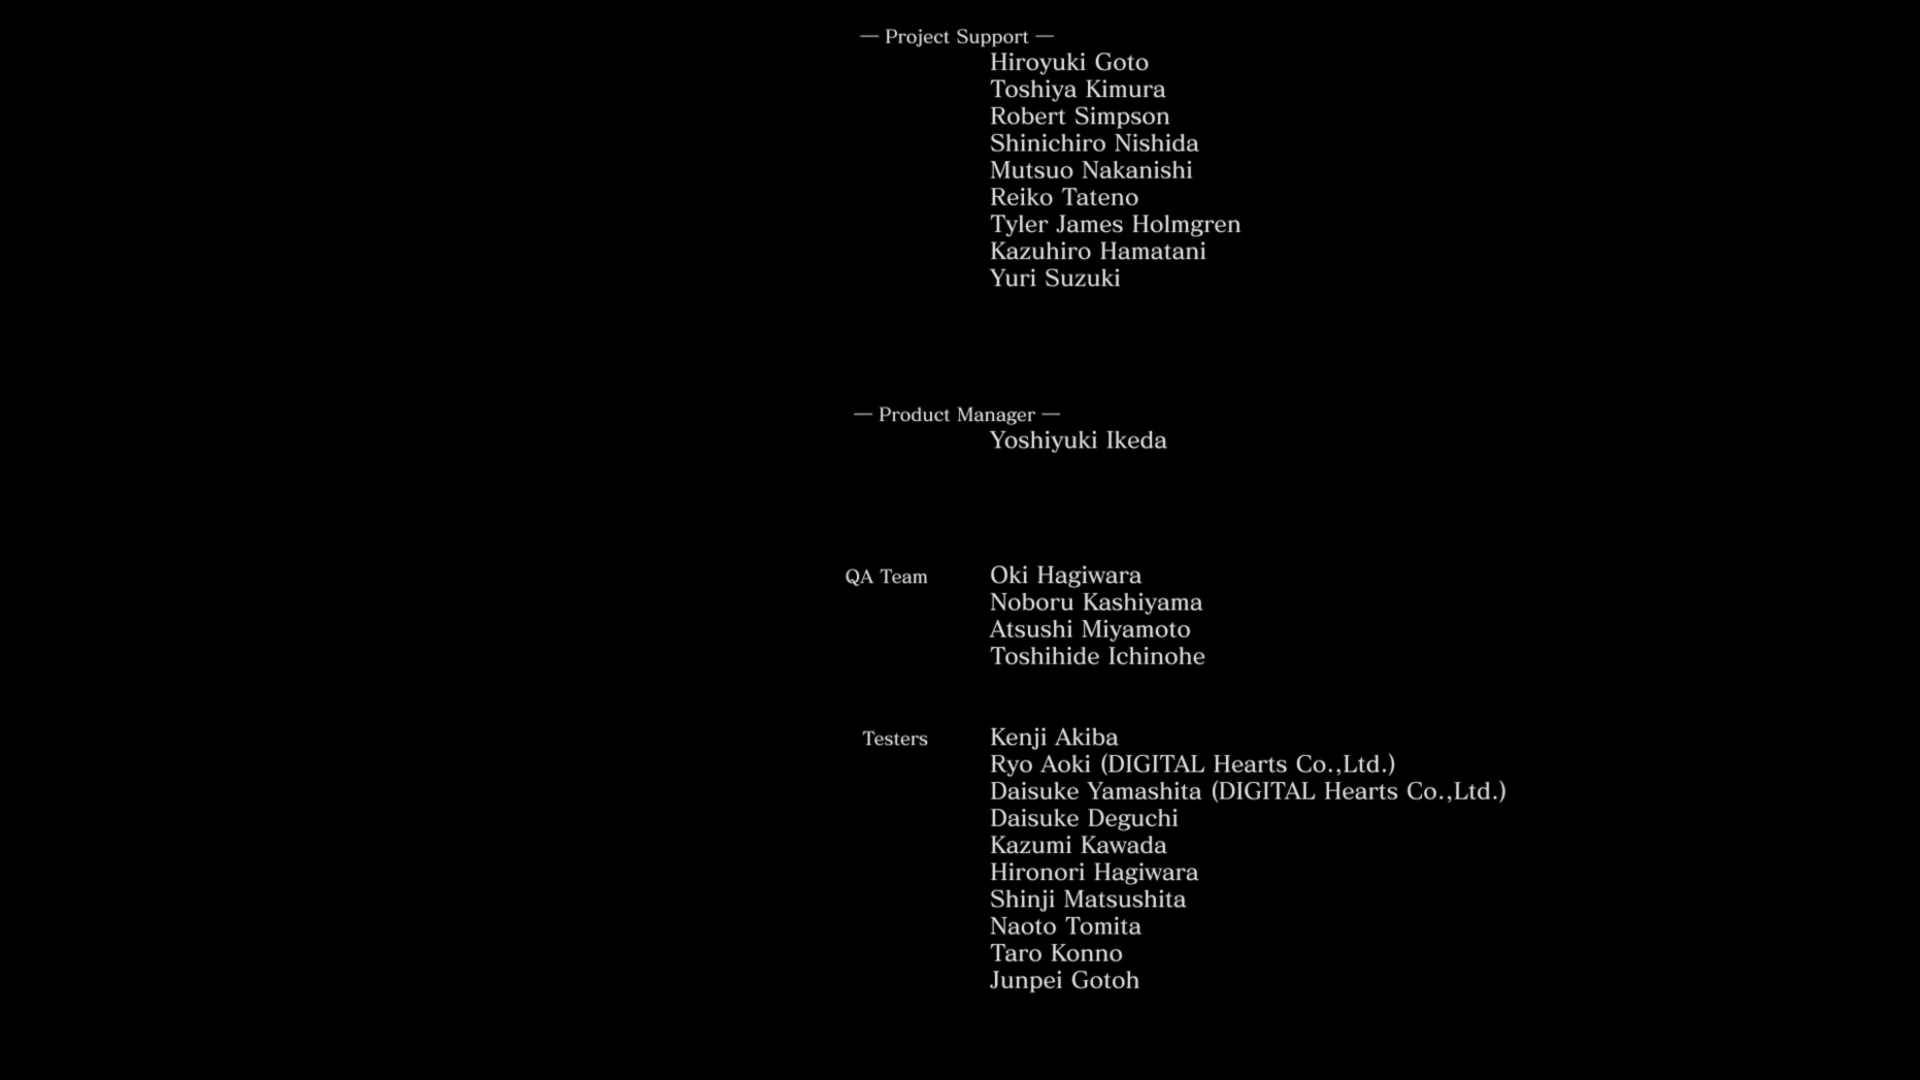 — Project Support —
Hiroyuki Goto
Toshiya Kimura
Robert Simpson
Shinichiro Nishida
Mutsuo Nakanishi
Reiko Tateno
Tyler James Holmgren
Kazuhiro Hamatani
Yuri Suzuki
— Product Manager —
Yoshiyuki Ikeda
QA Team Oki Hagiwara
Noboru Kashiyama
Atsushi Miyamoto
Toshihide Ichinohe
Testers Kenji Akiba
Ryo Aoki (DIGITAL Hearts Co.,Ltd.)
Daisuke Yamashita (DIGITAL Hearts Co.,Ltd.)
Daisuke Deguchi
Kazumi Kawada
Hironori Hagiwara
Shinji Matsushita
Naoto Tomita
Taro Konno
Junpei Gotoh